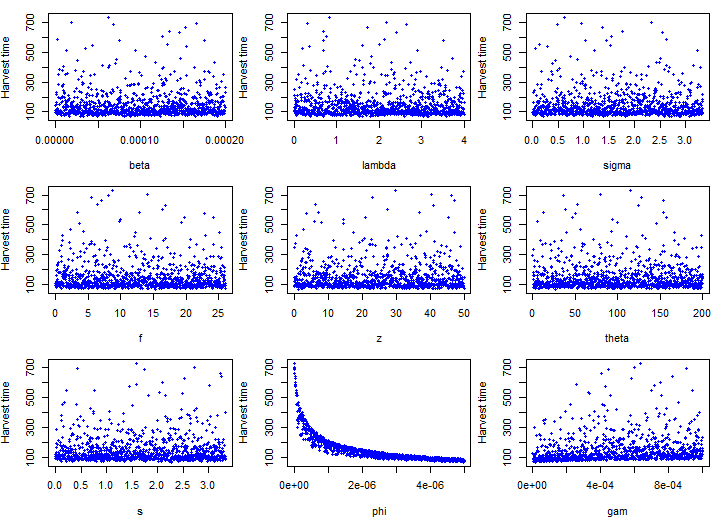 Harvest time
100 300 500 700
0.00000 0.00010 0.00020
beta
Harvest time
100 300 500 700
0 1 2 3 4
lambda
Harvest time
100 300 500 700
0.0 0.5 1.0 1.5 2.0 2.5 3.0
sigma
Harvest time
100 300 500 700
0 5 10 15 20 25
f
Harvest time
100 300 500 700
0 10 20 30 40 50
z
Harvest time
100 300 500 700
0 50 100 150 200
theta
Harvest time
100 300 500 700
0.0 0.5 1.0 1.5 2.0 2.5 3.0
s
Harvest time
100 300 500 700
0e+00 2e-06 4e-06
phi
Harvest time
100 300 500 700
0e+00 4e-04 8e-04
gam